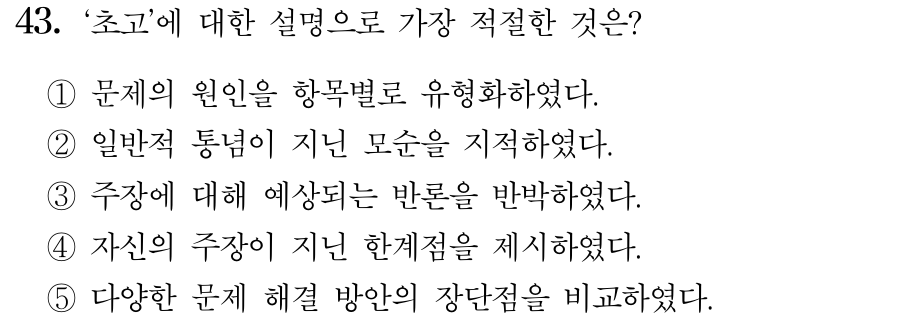 43. ‘초고’에 대한 설명으로 가장 적절한 것은?
① 문제의 원인을 항목별로 유형화하였다.
② 일반적 통념이 지닌 모순을 지적하였다.
③ 주장에 대해 예상되는 반론을 반박하였다.
④ 자신의 주장이 지닌 한계점을 제시하였다.
⑤ 다양한 문제 해결 방안의 장단점을 비교하였다.